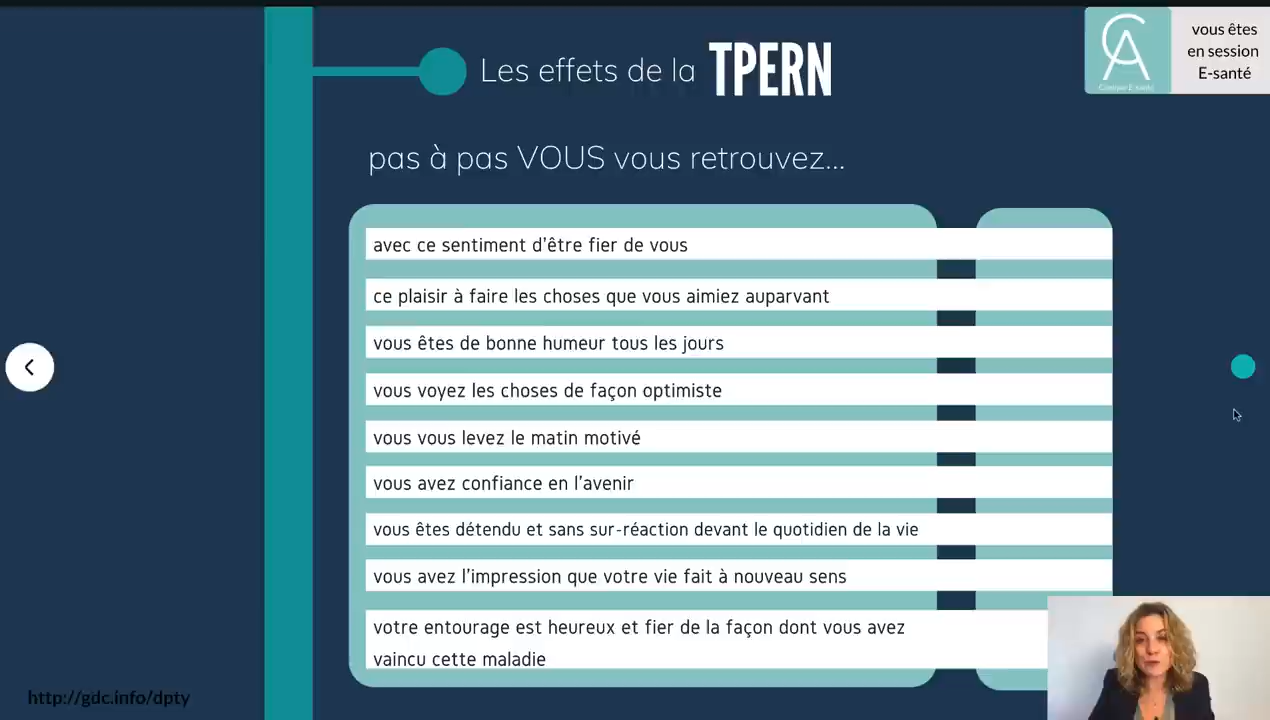 Les effets de la TPERN
vous êtes
en session
E-santé
pas à pas VOUS vous retrouvez...
avec ce sentiment d'être fier de vous
ce plaisir à faire les choses que vous aimiez auparvant
vous êtes de bonne humeur tous les jours
vous voyez les choses de façon optimiste
vous vous levez le matin motivé
vous avez confiance en l'avenir
vous êtes détendu et sans sur-réaction devant le quotidien de la vie
vous avez l'impression que votre vie fait à nouveau sens
votre entourage est heureux et fier de la façon dont vous avez
vaincu cette maladie
http://gdc.info/dpty